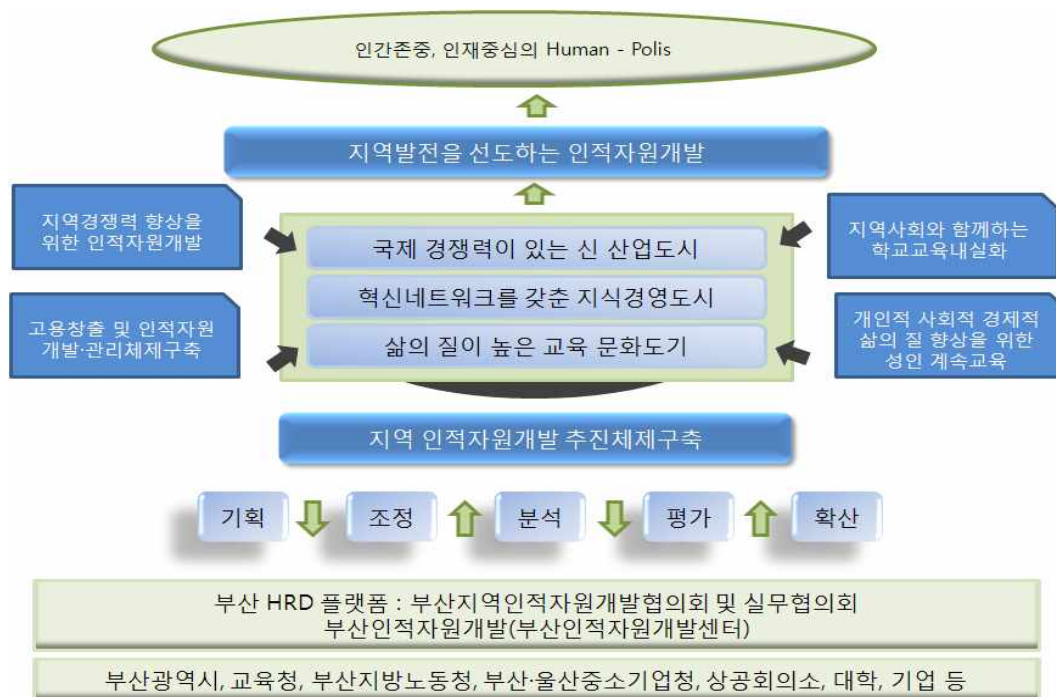 인간존중, 인재중심의 Human - Polis
지역발전을 선도하는 인적자원개발
지역경쟁력 향상을
위한 인적자원개발
지역사회와 함께하는
학교교육내실화
국제 경쟁력이 있는 신 산업도시
혁신네트워크를 갖춘 지식경영도시
삶의 질이 높은 교육 문화도기
고용창출 및 인적자원
개발·관리체제구축
개인적 사회적 경제적
삶의 질 향상을 위한
성인 계속교육
지역 인적자원개발 추진체제구축
기획
조정
분석
평가
확산
부산 HRD 플랫폼 : 부산지역인적자원개발협의회 및 실무협의회
부산인적자원개발(부산인적자원개발센터)
부산광역시, 교육청, 부산지방노동청, 부산·울산중소기업청, 상공회의소, 대학, 기업 등